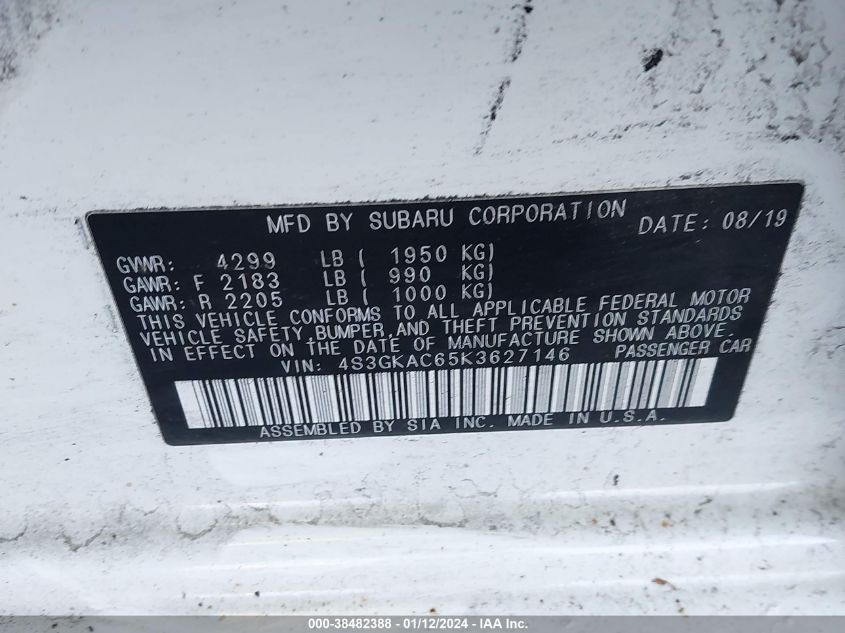 MFD BY SUBARU CORPORATION DATE: 08/19
GVWR: 4299 LB ( 1950 KG)
GAWR: F 2183 LB ( 990 KG)
GAWR: R 2205 LB ( 1000 KG)
THIS VEHICLE CONFORMS TO ALL APPLICABLE FEDERAL MOTOR
VEHICLE SAFETY, BUMPER, AND THEFT PREVENTION STANDARDS
IN EFFECT ON THE DATE OF MANUFACTURE SHOWN ABOVE.
VIN: 4S3GKAC65K3627146 PASSENGER CAR
ASSEMBLED BY SIA INC. MADE IN U.S.A.
000-38482388 - 01/12/2024 - IAA Inc.